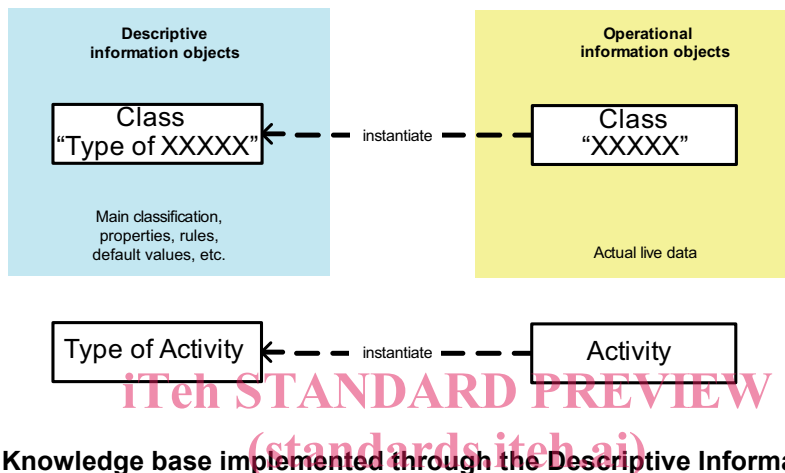 Descriptive
information objects
Operational
information objects
Class
“Type of XXXXX”
instantiate
Class
“XXXXX”
Main classification,
properties, rules,
default values, etc.
Actual live data
Type of Activity
instantiate
Activity
iTeh STANDARD PREVIEW
(standards.iteh.ai)
Knowledge base implemented through the Descriptive Informa